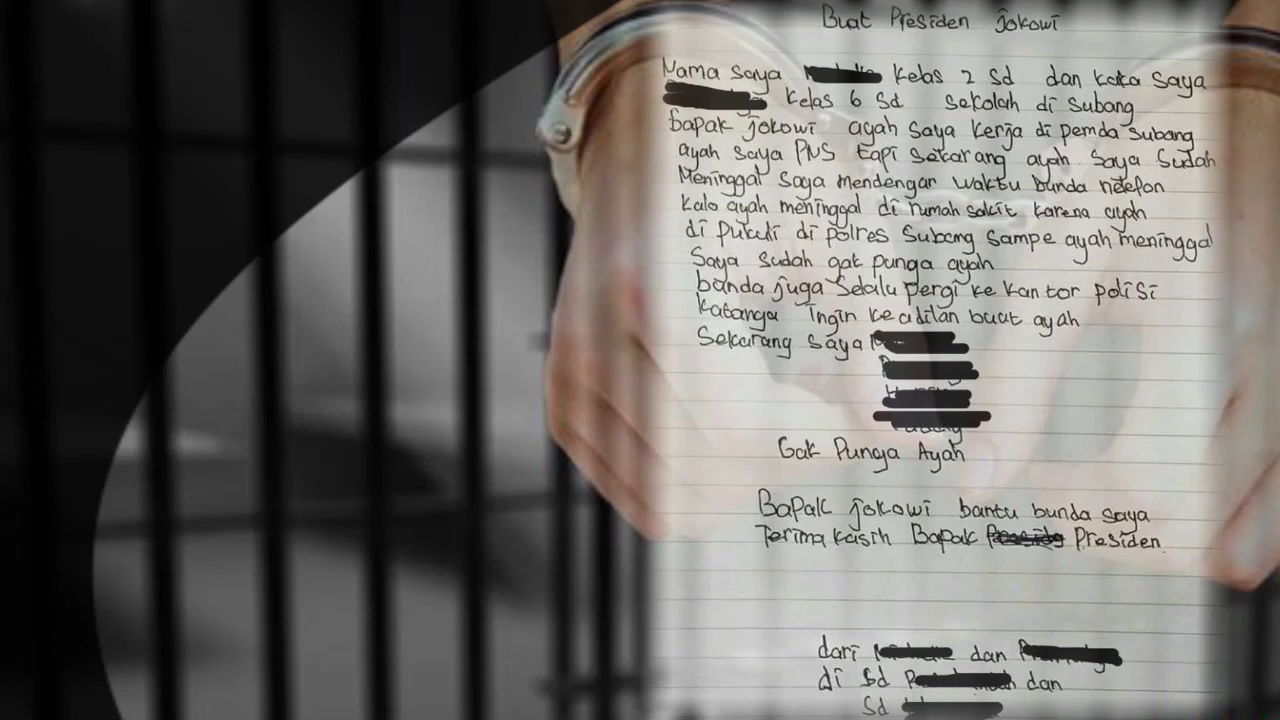 Buat Presiden Jokowi
Nama saya kelas 2 Sd dan kaka saya
kelas 6 Sd sekolah di subang
bapak jokowi ayah saya kerja di pemda subang
ayah saya PNS tapi sekarang ayah saya sudah
Meninggal saya mendengar waktu bunda nelefon
kalo ayah meninggal di rumah sakit karena ayah
di pukuli di polres Subang sampe ayah meninggal
Saya sudah gak punga ayah
bunda juga selalu pergi ke kantor polisi
katanga ingin keadilan buat ayah
Sekarang saya
Gak Punga Ayah
Bapak jokowi bantu bunda saya
Terima kasih Bapak Presiden
dari dan
di Sd dan
Sd